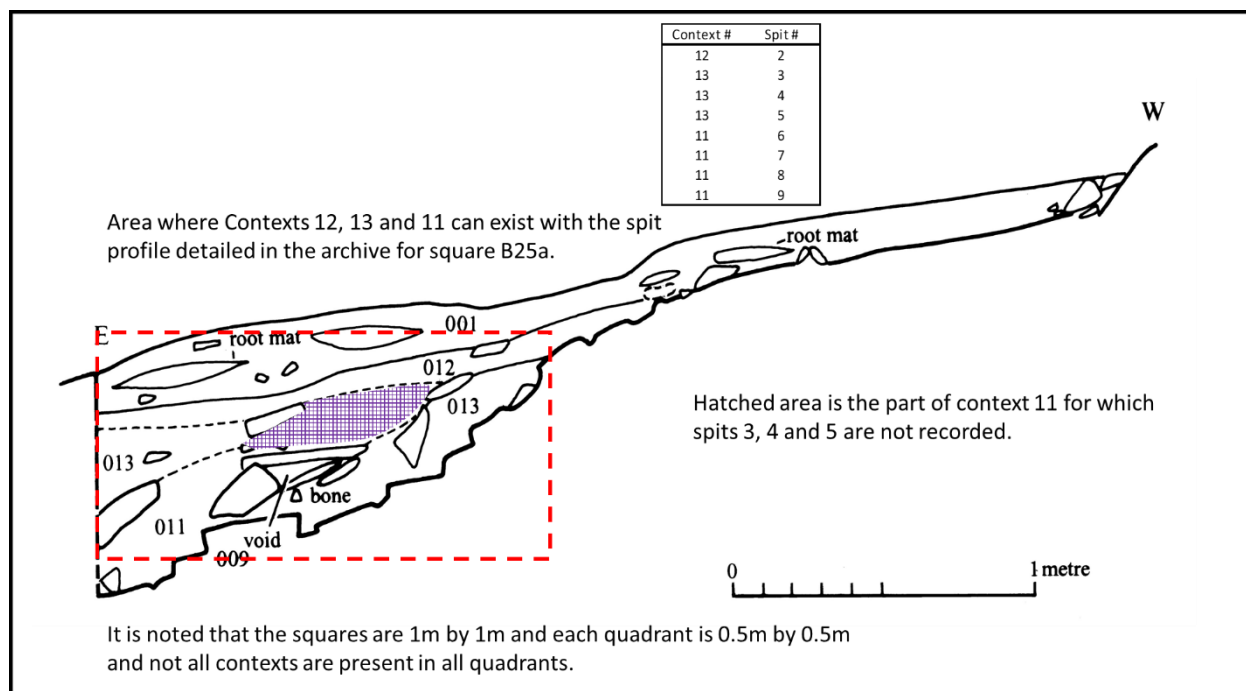 Context # Spit #
12 2
13 3
13 4
13 5
11 6
11 7
11 8
11 9
W
Area where Contexts 12, 13 and 11 can exist with the spit
profile detailed in the archive for square B25a.
root mat
E
001
root mat
012
013
Hatched area is the part of context 11 for which
spits 3, 4 and 5 are not recorded.
013
bone
011
void
009
0 1 metre
It is noted that the squares are 1m by 1m and each quadrant is 0.5m by 0.5m
and not all contexts are present in all quadrants.